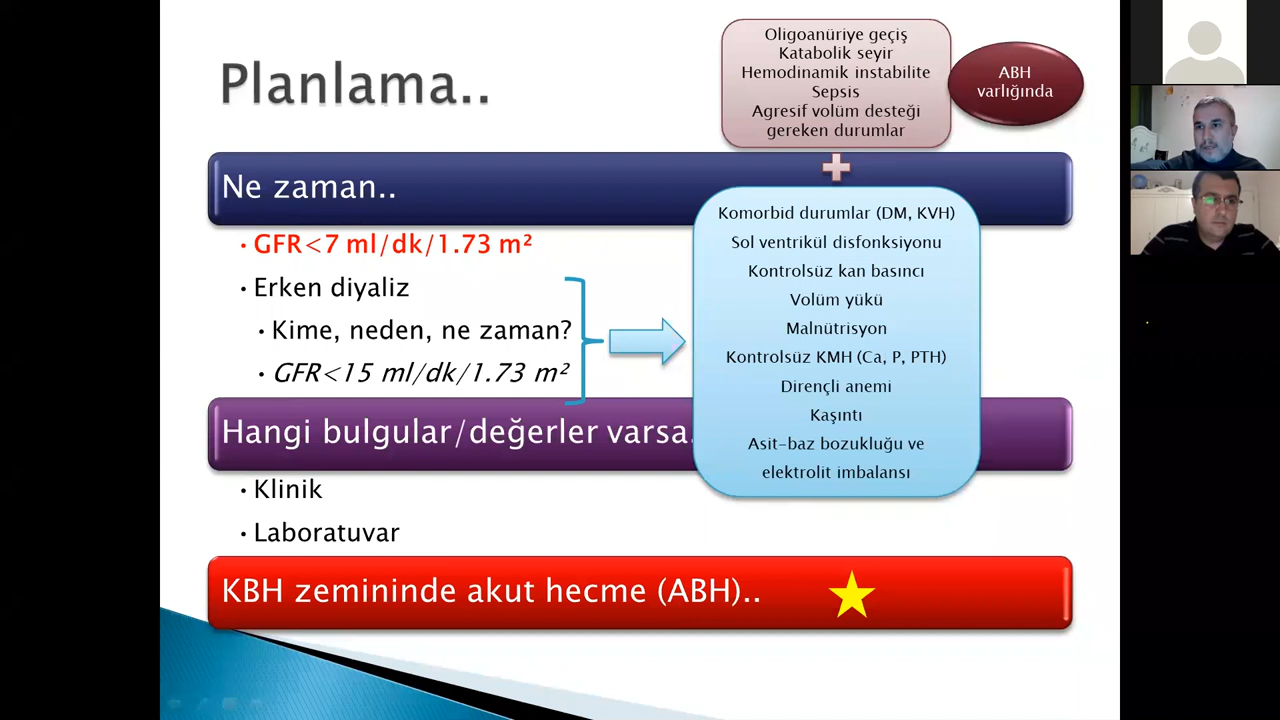 Planlama..
Oligoanüriye geçiş
Katabolik seyir
Hemodinamik instabilite
Sepsis
Agresif volüm desteği
gereken durumlar
ABH
varlığında
Ne zaman..
• GFR<7 ml/dk/1.73 m²
• Erken diyaliz
• Kime, neden, ne zaman?
• GFR<15 ml/dk/1.73 m²
Komorbid durumlar (DM, KVH)
Sol ventrikül disfonksiyonu
Kontrolsüz kan basıncı
Volüm yükü
Malnütrisyon
Kontrolsüz KMH (Ca, P, PTH)
Dirençli anemi
Kaşıntı
Asit-baz bozukluğu ve
elektrolit imbalansı
Hangi bulgular/değerler varsa.
• Klinik
• Laboratuvar
KBH zemininde akut hecme (ABH)..